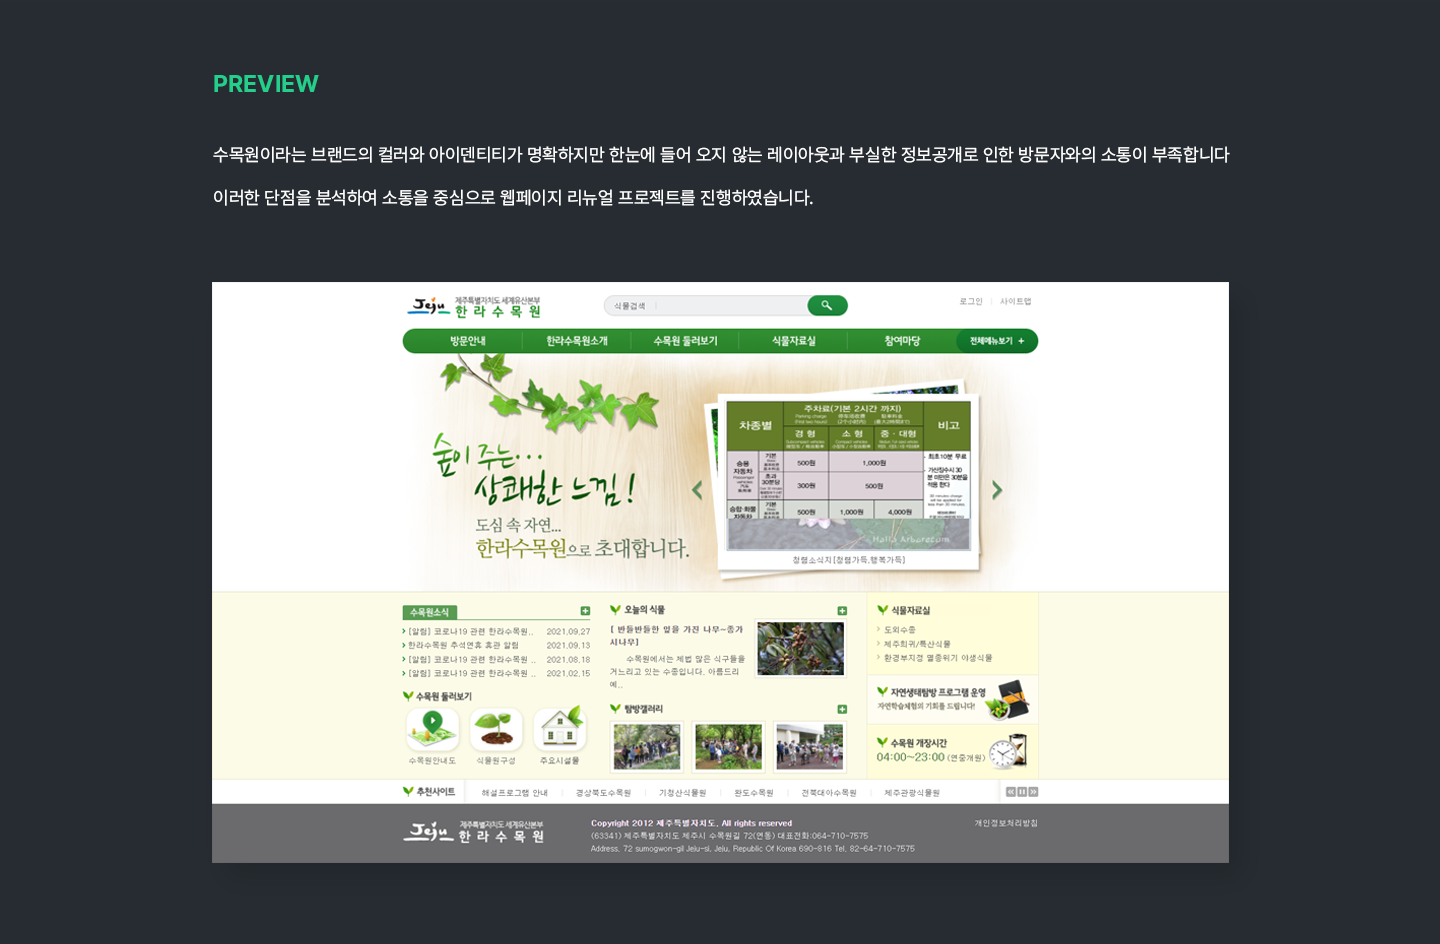 PREVIEW
수목원이라는 브랜드의 컬러와 아이덴티티가 명확하지만 한눈에 들어 오지 않는 레이아웃과 부실한 정보공개로 인한 방문자와의 소통이 부족합니다
이러한 단점을 분석하여 소통을 중심으로 웹페이지 리뉴얼 프로젝트를 진행하였습니다.
Jeju 제주특별자치도 세계유산본부
한라수목원
식물검색
로그인
사이트맵
방문안내
한라수목원소개
수목원 둘러보기
식물자료실
참여마당
전체메뉴보기 +
숲이 주는...
상쾌한 느낌!
도심 속 자연...
한라수목원으로 초대합니다.
차종별
주차료(기본 2시간 까지)
비고
경 형
소 형
중 · 대형
승용
자동차
기본
500원
1,000원
초과
30분당
300원
500원
최초10분 무료
가산징수시 30
분 미만은 30분을
적용 한다
승합·화물
자동차
기본
500원
1,000원
4,000원
Halla Arboretum
청렴소식지[청렴가득,행복가득]
수목원소식
[알림] 코로나19 관련 한라수목원.. 2021.09.27
한라수목원 추석연휴 휴관 알림 2021.09.13
[알림] 코로나19 관련 한라수목원 .. 2021.08.18
[알림] 코로나19 관련 한라수목원 .. 2021.02.15
수목원 둘러보기
수목원안내도
식물원구성
주요시설물
오늘의 식물
[ 반들반들한 잎을 가진 나무-종가
시나무]
수목원에서는 제법 많은 식구들을
거느리고 있는 수종입니다. 아름드리
예..
탐방갤러리
식물자료실
도외수종
제주희귀/특산식물
환경부지정 멸종위기 야생식물
자연생태탐방 프로그램 운영
자연학습체험의 기회를 드립니다!
수목원 개장시간
04:00~23:00 (연중개원)
추천사이트
해설프로그램 안내
경상북도수목원
기청산식물원
완도수목원
전북대아수목원
제주관광식물원
Jeju 제주특별자치도 세계유산본부
한라수목원
Copyright 2012 제주특별자치도. All rights reserved
(63341) 제주특별자치도 제주시 수목원길 72(연동) 대표전화:064-710-7575
Address. 72 sumogwon-gil Jeju-si, Jeju, Republic Of Korea 690-816 Tel. 82-64-710-7575
개인정보처리방침